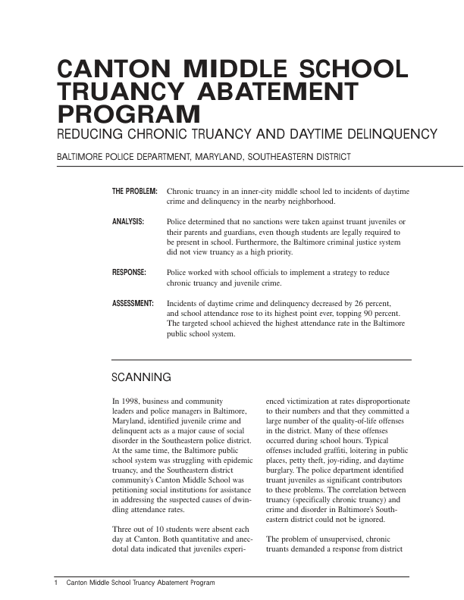 CANTON MIDDLE SCHOOL
TRUANCY ABATEMENT
PROGRAM
REDUCING CHRONIC TRUANCY AND DAYTIME DELINQUENCY
BALTIMORE POLICE DEPARTMENT, MARYLAND, SOUTHEASTERN DISTRICT
THE PROBLEM: Chronic truancy in an inner-city middle school led to incidents of daytime
crime and delinquency in the nearby neighborhood.
ANALYSIS: Police determined that no sanctions were taken against truant juveniles or
their parents and guardians, even though students are legally required to
be present in school. Furthermore, the Baltimore criminal justice system
did not view truancy as a high priority.
RESPONSE: Police worked with school officials to implement a strategy to reduce
chronic truancy and juvenile crime.
ASSESSMENT: Incidents of daytime crime and delinquency decreased by 26 percent,
and school attendance rose to its highest point ever, topping 90 percent.
The targeted school achieved the highest attendance rate in the Baltimore
public school system.
SCANNING
In 1998, business and community
leaders and police managers in Baltimore,
Maryland, identified juvenile crime and
delinquent acts as a major cause of social
disorder in the Southeastern police district.
At the same time, the Baltimore public
school system was struggling with epidemic
truancy, and the Southeastern district
community's Canton Middle School was
petitioning social institutions for assistance
in addressing the suspected causes of dwin-
dling attendance rates.
Three out of 10 students were absent each
day at Canton. Both quantitative and anec-
dotal data indicated that juveniles experi-
enced victimization at rates disproportionate
to their numbers and that they committed a
large number of the quality-of-life offenses
in the district. Many of these offenses
occurred during school hours. Typical
offenses included graffiti, loitering in public
places, petty theft, joy-riding, and daytime
burglary. The police department identified
truant juveniles as significant contributors
to these problems. The correlation between
truancy (specifically chronic truancy) and
crime and disorder in Baltimore's South-
eastern district could not be ignored.
The problem of unsupervised, chronic
truants demanded a response from district
1 Canton Middle School Truancy Abatement Program